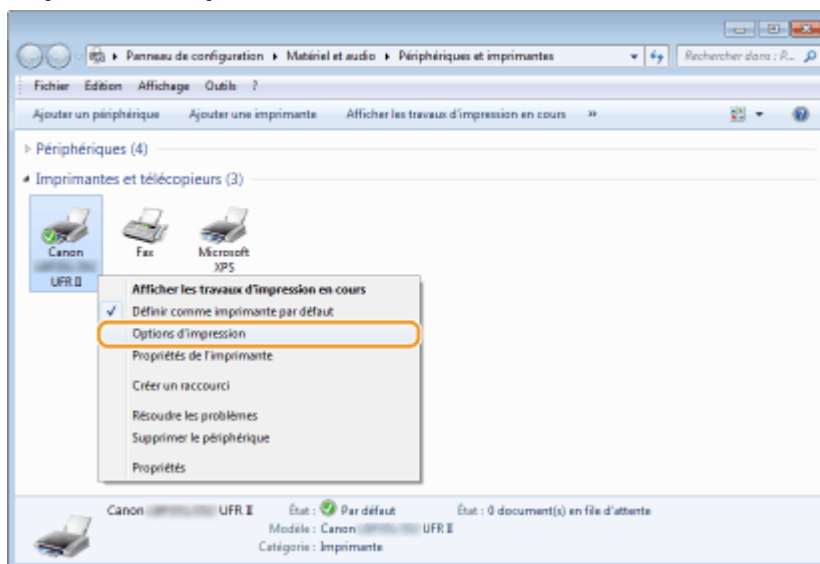 Panneau de configuration ▸ Matériel et audio ▸ Périphériques et imprimantes
Rechercher dans : P...
Fichier Edition Affichage Outils ?
Ajouter un périphérique Ajouter une imprimante Afficher les travaux d'impression en cours »
Périphériques (4)
Imprimantes et télécopieurs (3)
Canon
UFR II
Fax
Microsoft
XPS
Afficher les travaux d'impression en cours
Définir comme imprimante par défaut
Options d'impression
Propriétés de l'imprimante
Créer un raccourci
Résoudre les problèmes
Supprimer le périphérique
Propriétés
Canon UFR II État : Par défaut État : 0 document(s) en file d'attente
Modèle : Canon UFR II
Catégorie : Imprimante